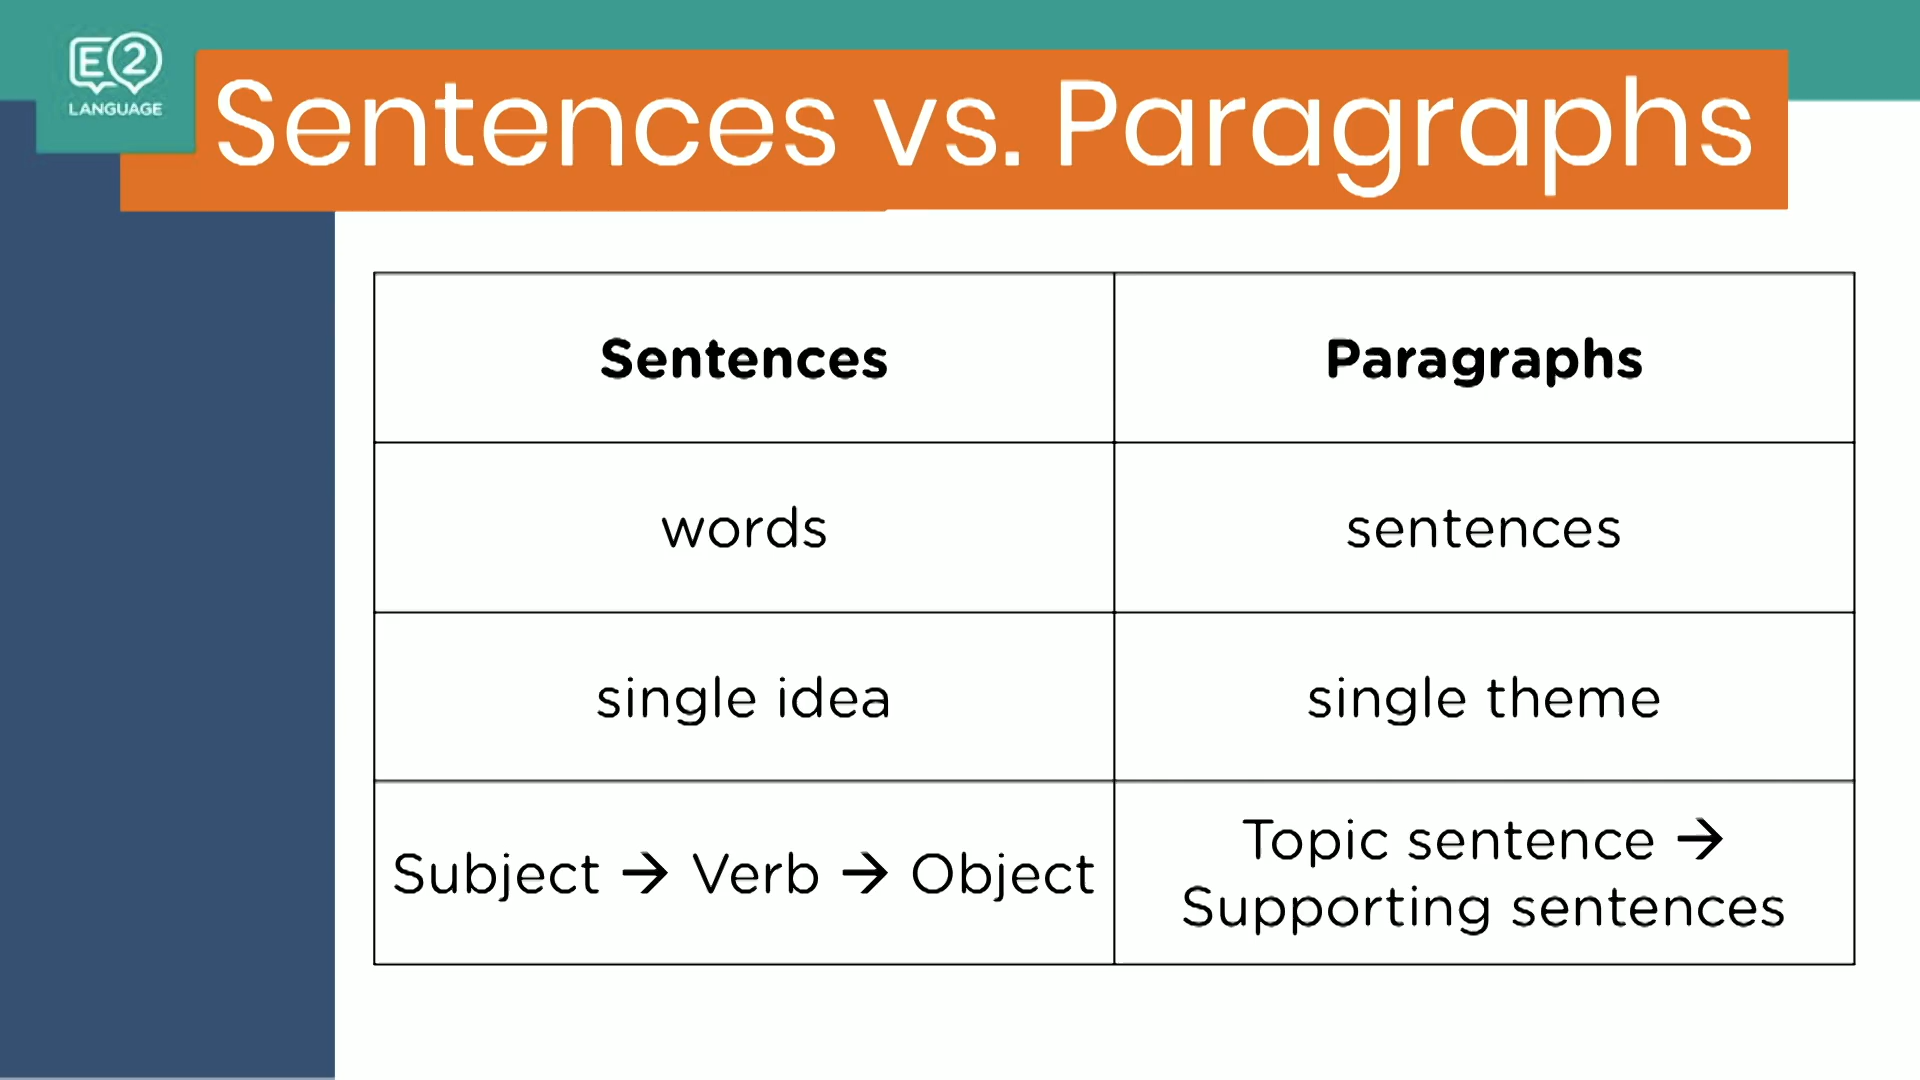 E2
LANGUAGE
Sentences vs. Paragraphs
Sentences
Paragraphs
words
sentences
single idea
single theme
Subject → Verb → Object
Topic sentence →
Supporting sentences